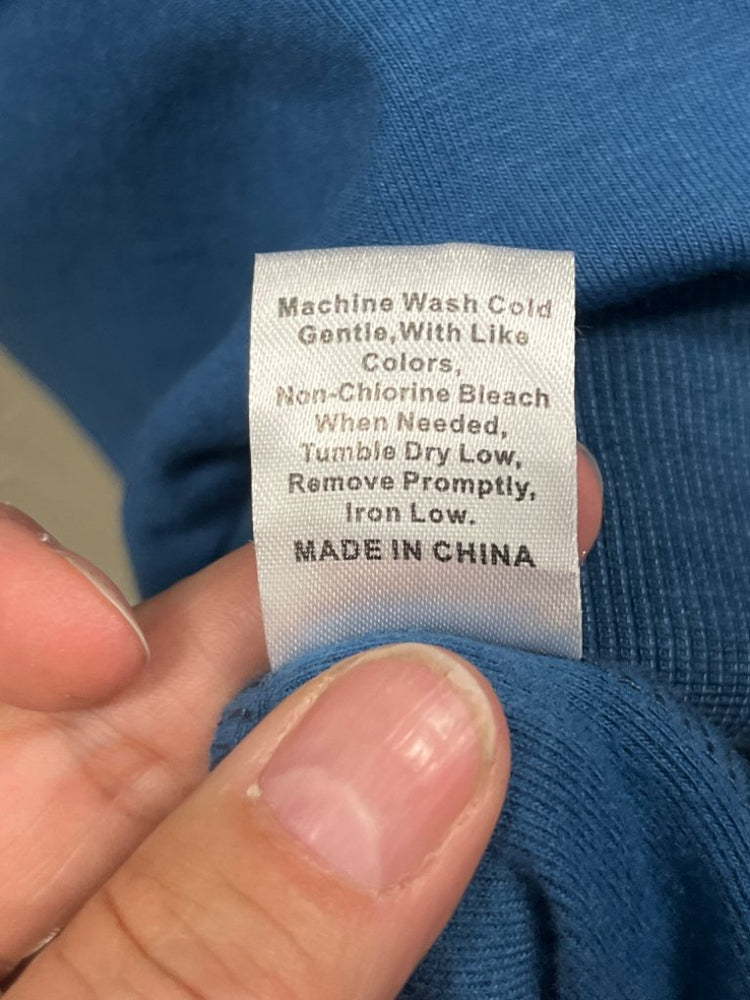 Machine Wash Cold
Gentle,With Like
Colors,
Non-Chlorine Bleach
When Needed,
Tumble Dry Low,
Remove Promptly,
Iron Low.
MADE IN CHINA